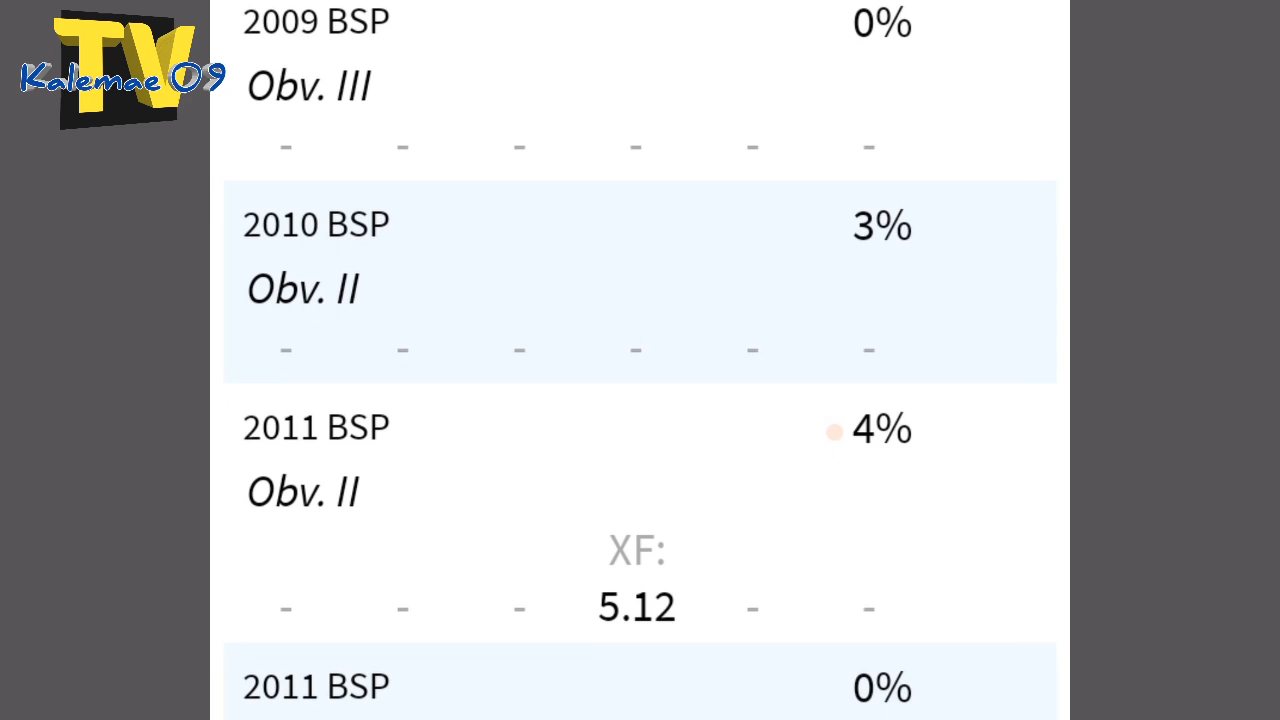 TV
Kalemae 09
2009 BSP 0%
Obv. III
- - - - - -
2010 BSP 3%
Obv. II
- - - - - -
2011 BSP 4%
Obv. II
XF:
- - - 5.12 - -
2011 BSP 0%